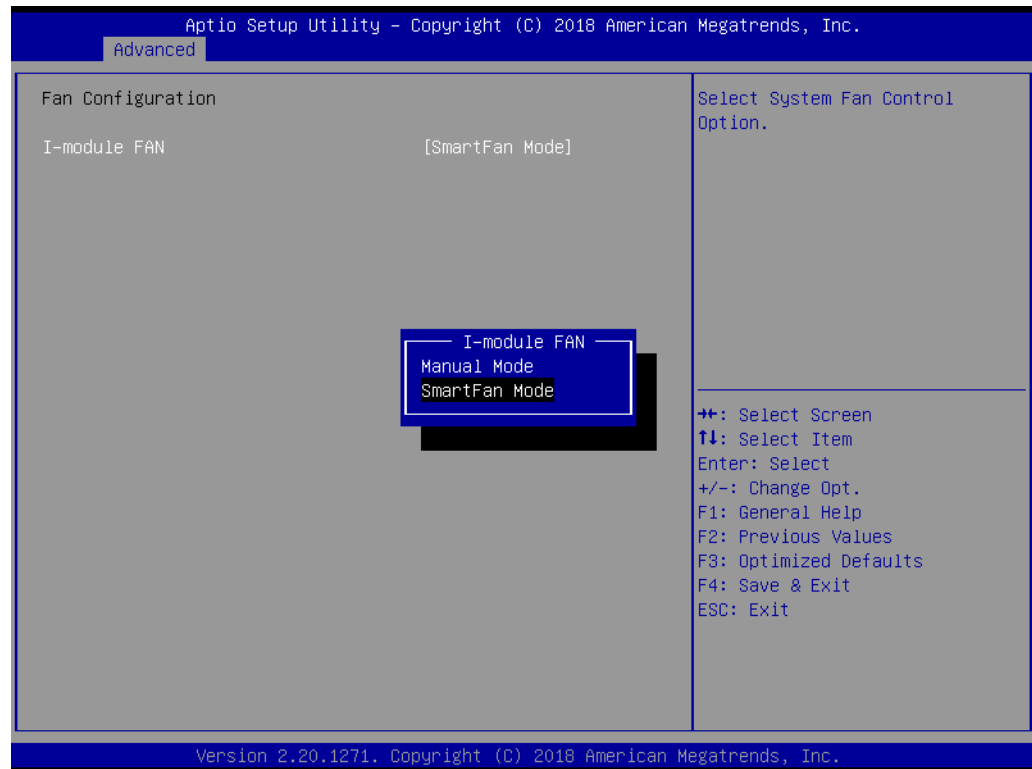 Aptio Setup Utility – Copyright (C) 2018 American Megatrends, Inc.
Advanced
Fan Configuration
I-module FAN [SmartFan Mode]
Select System Fan Control
Option.
I-module FAN
Manual Mode
SmartFan Mode
→←: Select Screen
↑↓: Select Item
Enter: Select
+/-: Change Opt.
F1: General Help
F2: Previous Values
F3: Optimized Defaults
F4: Save & Exit
ESC: Exit
Version 2.20.1271. Copyright (C) 2018 American Megatrends, Inc.